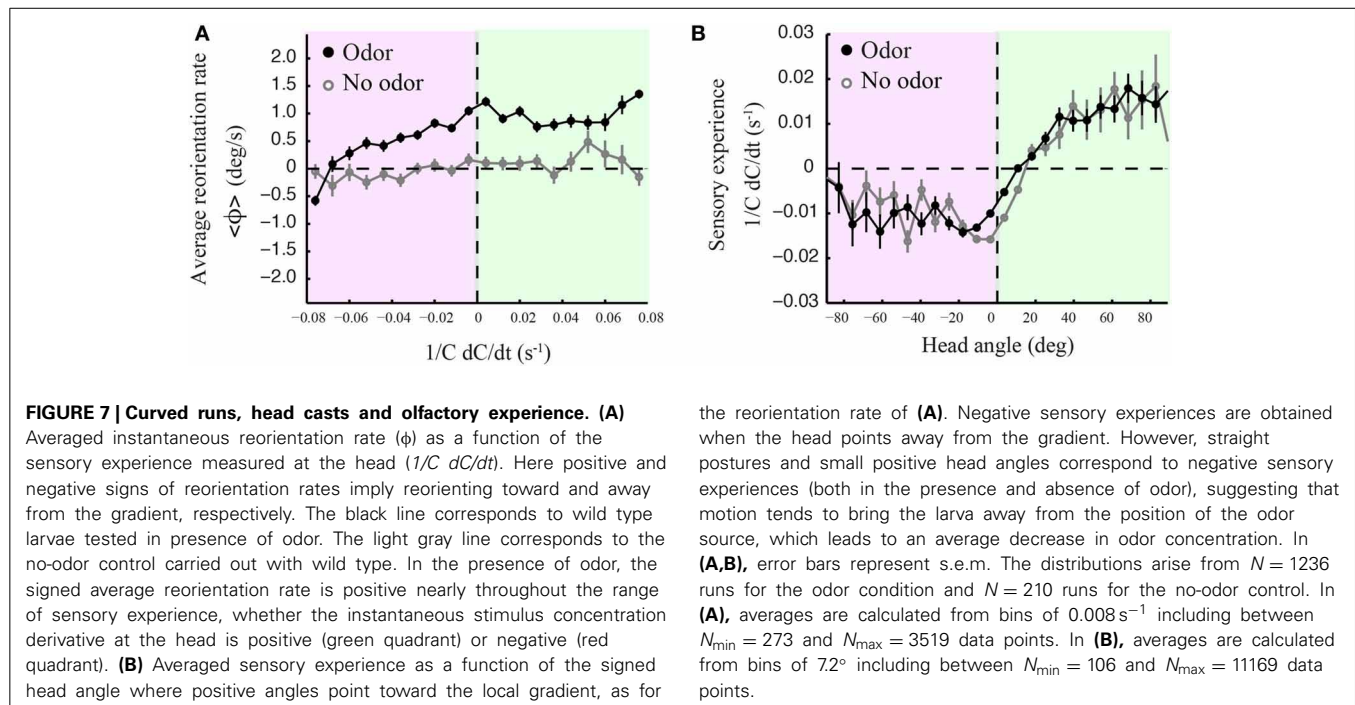 A
Average reorientation rate
<ϕ> (deg/s)
Odor
No odor
2.0
1.5
1.0
0.5
0
−0.5
−1.0
−1.5
−2.0
−0.08 −0.06 −0.04 −0.02 0 0.02 0.04 0.06 0.08
1/C dC/dt (s⁻¹)
B
Sensory experience
1/C dC/dt (s⁻¹)
Odor
No odor
0.03
0.02
0.01
0
−0.01
−0.02
−0.03
−80 −60 −40 −20 0 20 40 60 80
Head angle (deg)
FIGURE 7 | Curved runs, head casts and olfactory experience. (A)
Averaged instantaneous reorientation rate (ϕ) as a function of the
sensory experience measured at the head (1/C dC/dt). Here positive and
negative signs of reorientation rates imply reorienting toward and away
from the gradient, respectively. The black line corresponds to wild type
larvae tested in presence of odor. The light gray line corresponds to the
no-odor control carried out with wild type. In the presence of odor, the
signed average reorientation rate is positive nearly throughout the range
of sensory experience, whether the instantaneous stimulus concentration
derivative at the head is positive (green quadrant) or negative (red
quadrant). (B) Averaged sensory experience as a function of the signed
head angle where positive angles point toward the local gradient, as for
the reorientation rate of (A). Negative sensory experiences are obtained
when the head points away from the gradient. However, straight
postures and small positive head angles correspond to negative sensory
experiences (both in the presence and absence of odor), suggesting that
motion tends to bring the larva away from the position of the odor
source, which leads to an average decrease in odor concentration. In
(A,B), error bars represent s.e.m. The distributions arise from N = 1236
runs for the odor condition and N = 210 runs for the no-odor control. In
(A), averages are calculated from bins of 0.008 s⁻¹ including between
Nmin = 273 and Nmax = 3519 data points. In (B), averages are calculated
from bins of 7.2° including between Nmin = 106 and Nmax = 11169 data
points.